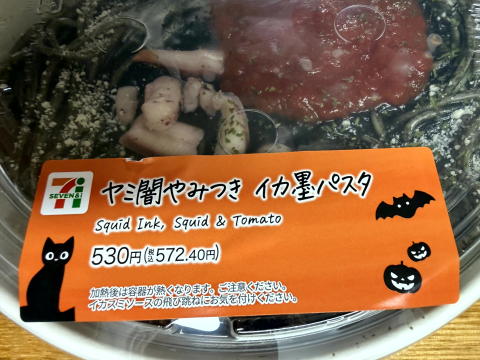 SEVEN&i
ヤミ闇やみつき イカ墨パスタ
Squid Ink, Squid & Tomato
530円(税込572.40円)
加熱後は容器が熱くなります。ご注意ください。
イカスミソースの飛び跳ねにお気を付けください。